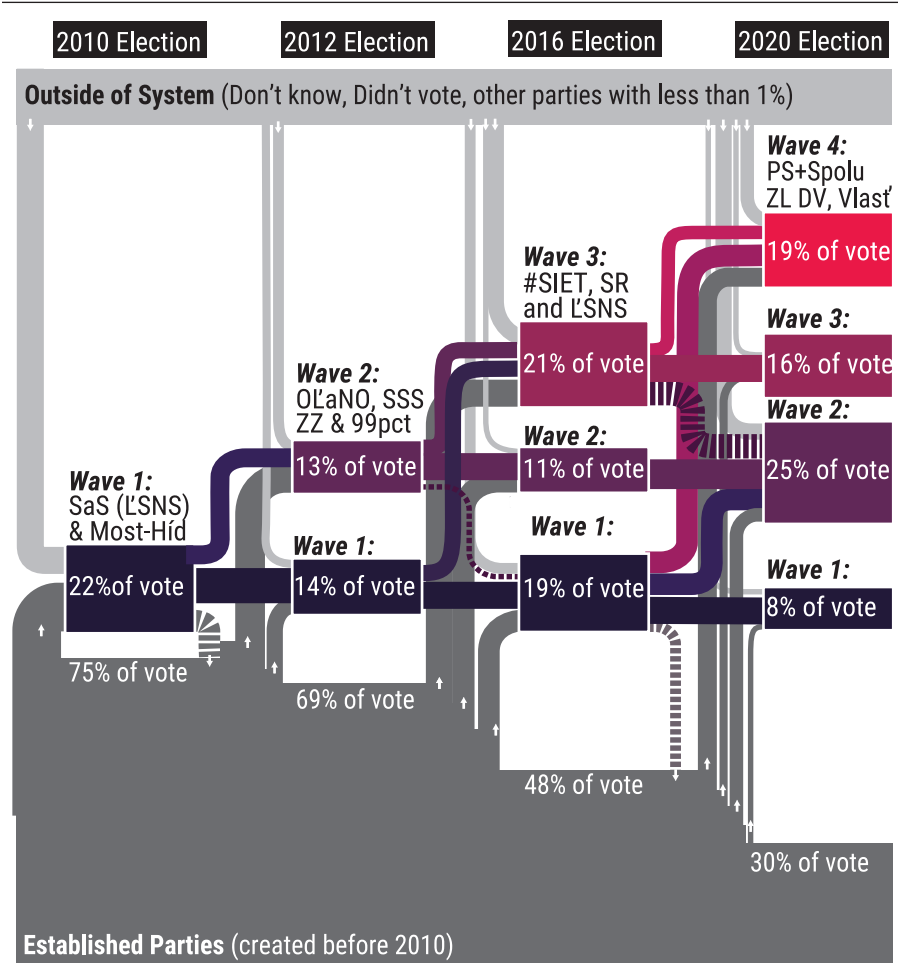 2010 Election
2012 Election
2016 Election
2020 Election
Outside of System (Don't know, Didn't vote, other parties with less than 1%)
Wave 1:
SaS (ĽSNS)
& Most-Híd
22%of vote
75% of vote
Wave 2:
OĽaNO, SSS
ZZ & 99pct
13% of vote
Wave 1:
14% of vote
69% of vote
Wave 3:
#SIET, SR
and ĽSNS
21% of vote
Wave 2:
11% of vote
Wave 1:
19% of vote
48% of vote
Wave 4:
PS+Spolu
ZL DV, Vlasť
19% of vote
Wave 3:
16% of vote
Wave 2:
25% of vote
Wave 1:
8% of vote
30% of vote
Established Parties (created before 2010)